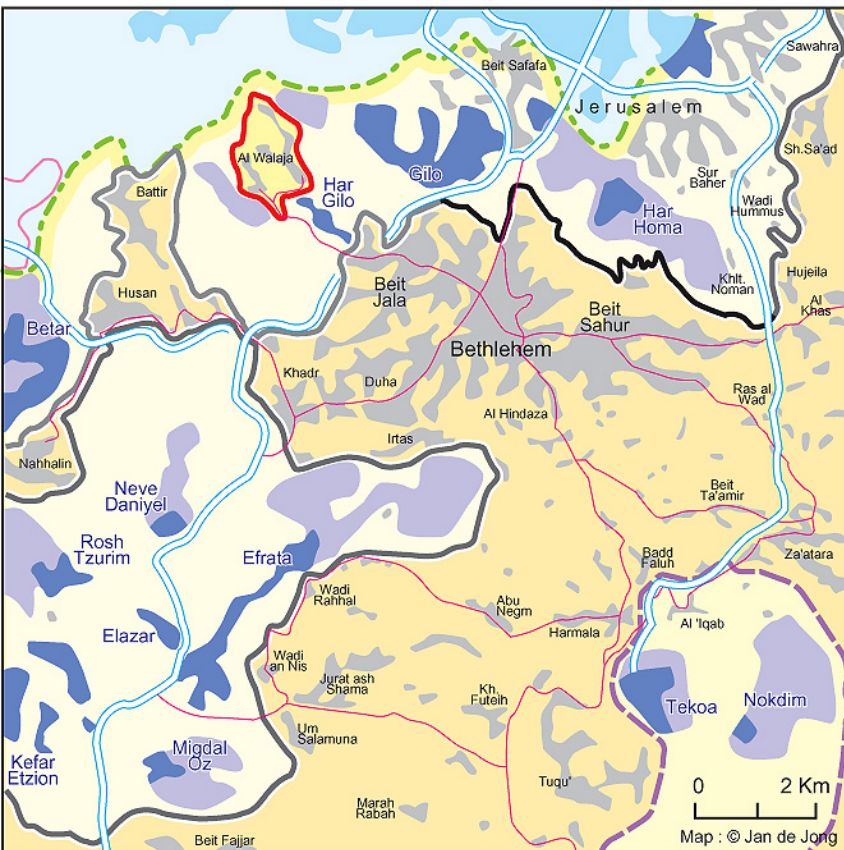 Sawahra
Beit Safafa
Jerusalem
Al Walaja
Gilo
Sh.Sa'ad
Battir
Har
Gilo
Sur
Baher
Wadi
Hummus
Har
Homa
Husan
Beit
Jala
Khlt.
Noman
Hujeila
Al
Khas
Betar
Beit
Sahur
Bethlehem
Khadr
Duha
Ras al
Wad
Al Hindaza
Irtas
Nahhalin
Neve
Daniyel
Beit
Ta'amir
Rosh
Tzurim
Efrata
Badd
Faluh
Za'atara
Wadi
Rahhal
Abu
Negm
Elazar
Harmala
Al 'Iqab
Wadi
an Nis
Jurat ash
Shama
Kh.
Futeih
Tekoa
Nokdim
Um
Salamuna
Kefar
Etzion
Migdal
Oz
Tuqu'
0 2 Km
Marah
Rabah
Beit Fajjar
Map : © Jan de Jong